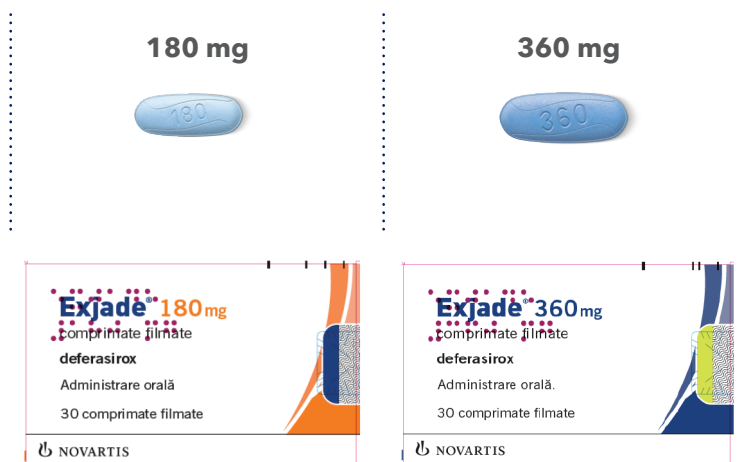 180 mg
360 mg
180
360
Exjade® 180 mg
comprimate filmate
deferasirox
Administrare orală
30 comprimate filmate
NOVARTIS
Exjade® 360 mg
comprimate filmate
deferasirox
Administrare orală.
30 comprimate filmate
NOVARTIS